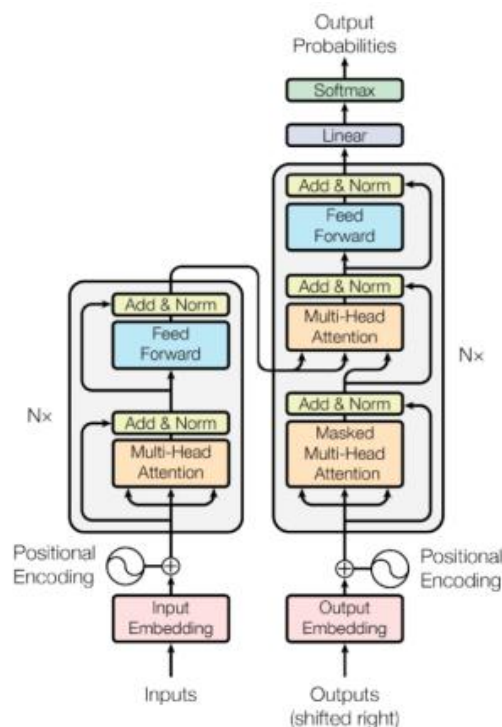 Output
Probabilities
Softmax
Linear
Add & Norm
Feed
Forward
Add & Norm
Multi-Head
Attention
Nx
Add & Norm
Masked
Multi-Head
Attention
Add & Norm
Feed
Forward
Nx
Add & Norm
Multi-Head
Attention
Positional
Encoding
Positional
Encoding
Input
Embedding
Output
Embedding
Inputs
Outputs
(shifted right)